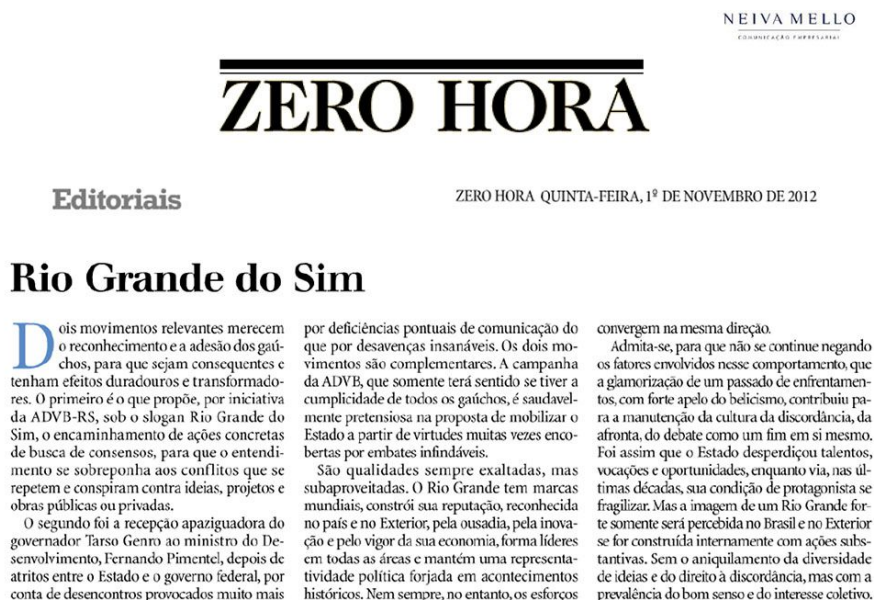 NEIVA MELLO
COMUNICAÇÃO EMPRESARIAL
ZERO HORA
Editoriais
ZERO HORA QUINTA-FEIRA, 1º DE NOVEMBRO DE 2012
Rio Grande do Sim
Dois movimentos relevantes merecem
o reconhecimento e a adesão dos gaú-
chos, para que sejam consequentes e
tenham efeitos duradouros e transformado-
res. O primeiro é o que propõe, por iniciativa
da ADVB-RS, sob o slogan Rio Grande do
Sim, o encaminhamento de ações concretas
de busca de consensos, para que o entendi-
mento se sobreponha aos conflitos que se
repetem e conspiram contra ideias, projetos e
obras públicas ou privadas.
O segundo foi a recepção apaziguadora do
governador Tarso Genro ao ministro do De-
senvolvimento, Fernando Pimentel, depois de
atritos entre o Estado e o governo federal, por
conta de desencontros provocados muito mais
por deficiências pontuais de comunicação do
que por desavenças insanáveis. Os dois mo-
vimentos são complementares. A campanha
da ADVB, que somente terá sentido se tiver a
cumplicidade de todos os gaúchos, é saudavel-
mente pretensiosa na proposta de mobilizar o
Estado a partir de virtudes muitas vezes enco-
bertas por embates infindáveis.
São qualidades sempre exaltadas, mas
subaproveitadas. O Rio Grande tem marcas
mundiais, constrói sua reputação, reconhecida
no país e no Exterior, pela ousadia, pela inova-
ção e pelo vigor da sua economia, forma líderes
em todas as áreas e mantém uma representa-
tividade política forjada em acontecimentos
históricos. Nem sempre, no entanto, os esforços
convergem na mesma direção.
Admita-se, para que não se continue negando
os fatores envolvidos nesse comportamento, que
a glamorização de um passado de enfrentamen-
tos, com forte apelo do belicismo, contribuiu pa-
ra a manutenção da cultura da discordância, da
afronta, do debate como um fim em si mesmo.
Foi assim que o Estado desperdiçou talentos,
vocações e oportunidades, enquanto via, nas úl-
timas décadas, sua condição de protagonista se
fragilizar. Mas a imagem de um Rio Grande for-
te somente será percebida no Brasil e no Exterior
se for construída internamente com ações subs-
tantivas. Sem o aniquilamento da diversidade
de ideias e do direito à discordância, mas com a
prevalência do bom senso e do interesse coletivo.